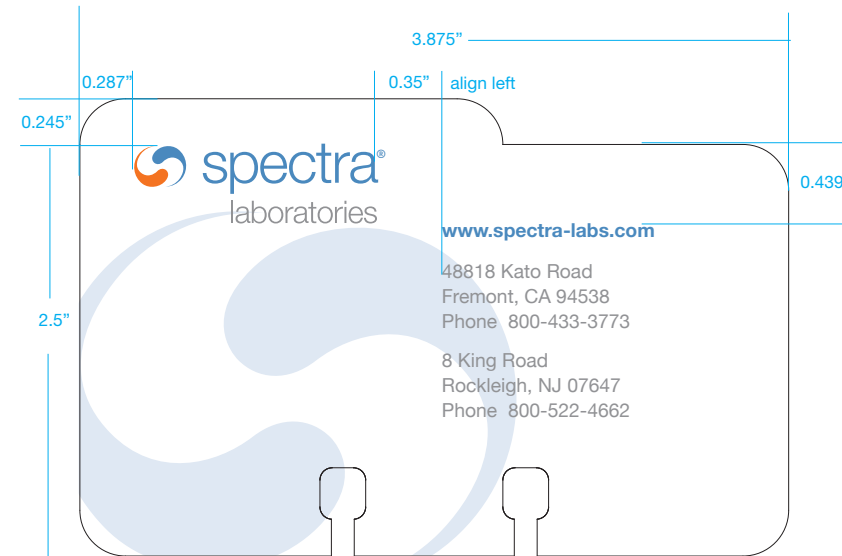 3.875”
0.287”
0.35”
align left
0.245”
spectra®
laboratories
0.439
www.spectra-labs.com
48818 Kato Road
Fremont, CA 94538
Phone 800-433-3773
2.5”
8 King Road
Rockleigh, NJ 07647
Phone 800-522-4662